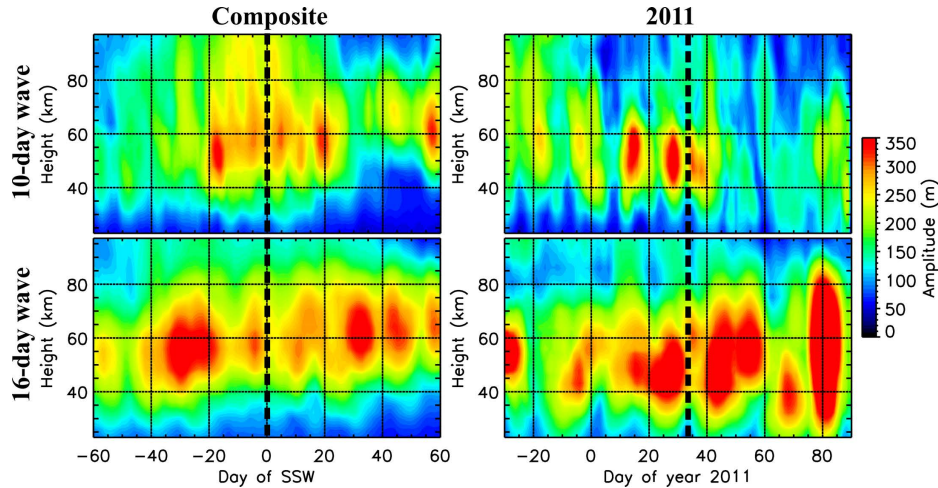 Composite
2011
10-day wave
Height (km)
80
60
40
Height (km)
80
60
40
16-day wave
Height (km)
80
60
40
Height (km)
80
60
40
350
300
250
200
150
100
50
0
Amplitude (m)
−60 −40 −20 0 20 40 60
Day of SSW
−20 0 20 40 60 80
Day of year 2011